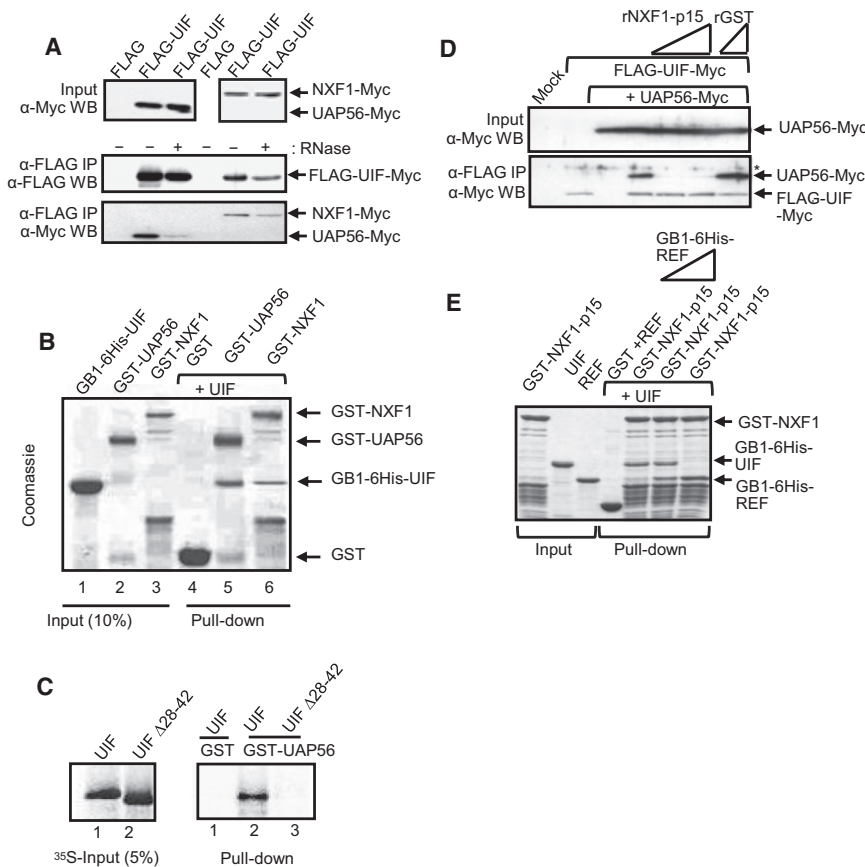 A
FLAG
FLAG-UIF
FLAG-UIF
FLAG
FLAG-UIF
FLAG-UIF
Input
α-Myc WB
NXF1-Myc
UAP56-Myc
– – + – – + : RNase
α-FLAG IP
α-FLAG WB
FLAG-UIF-Myc
α-FLAG IP
α-Myc WB
NXF1-Myc
UAP56-Myc
B
GB1-6His-UIF
GST-UAP56
GST-NXF1
GST
GST-UAP56
GST-NXF1
+ UIF
Coomassie
GST-NXF1
GST-UAP56
GB1-6His-UIF
GST
1 2 3 4 5 6
Input (10%)
Pull-down
C
UIF
UIF Δ28-42
UIF
UIF
UIF Δ28-42
GST
GST-UAP56
1 2
1 2 3
³⁵S-Input (5%)
Pull-down
D
rNXF1-p15
rGST
FLAG-UIF-Myc
Mock
+ UAP56-Myc
Input
α-Myc WB
UAP56-Myc
α-FLAG IP
α-Myc WB
*
UAP56-Myc
FLAG-UIF
-Myc
E
GB1-6His-
REF
GST-NXF1-p15
UIF
REF
GST +REF
GST-NXF1-p15
GST-NXF1-p15
GST-NXF1-p15
+ UIF
GST-NXF1
GB1-6His-
UIF
GB1-6His-
REF
Input
Pull-down